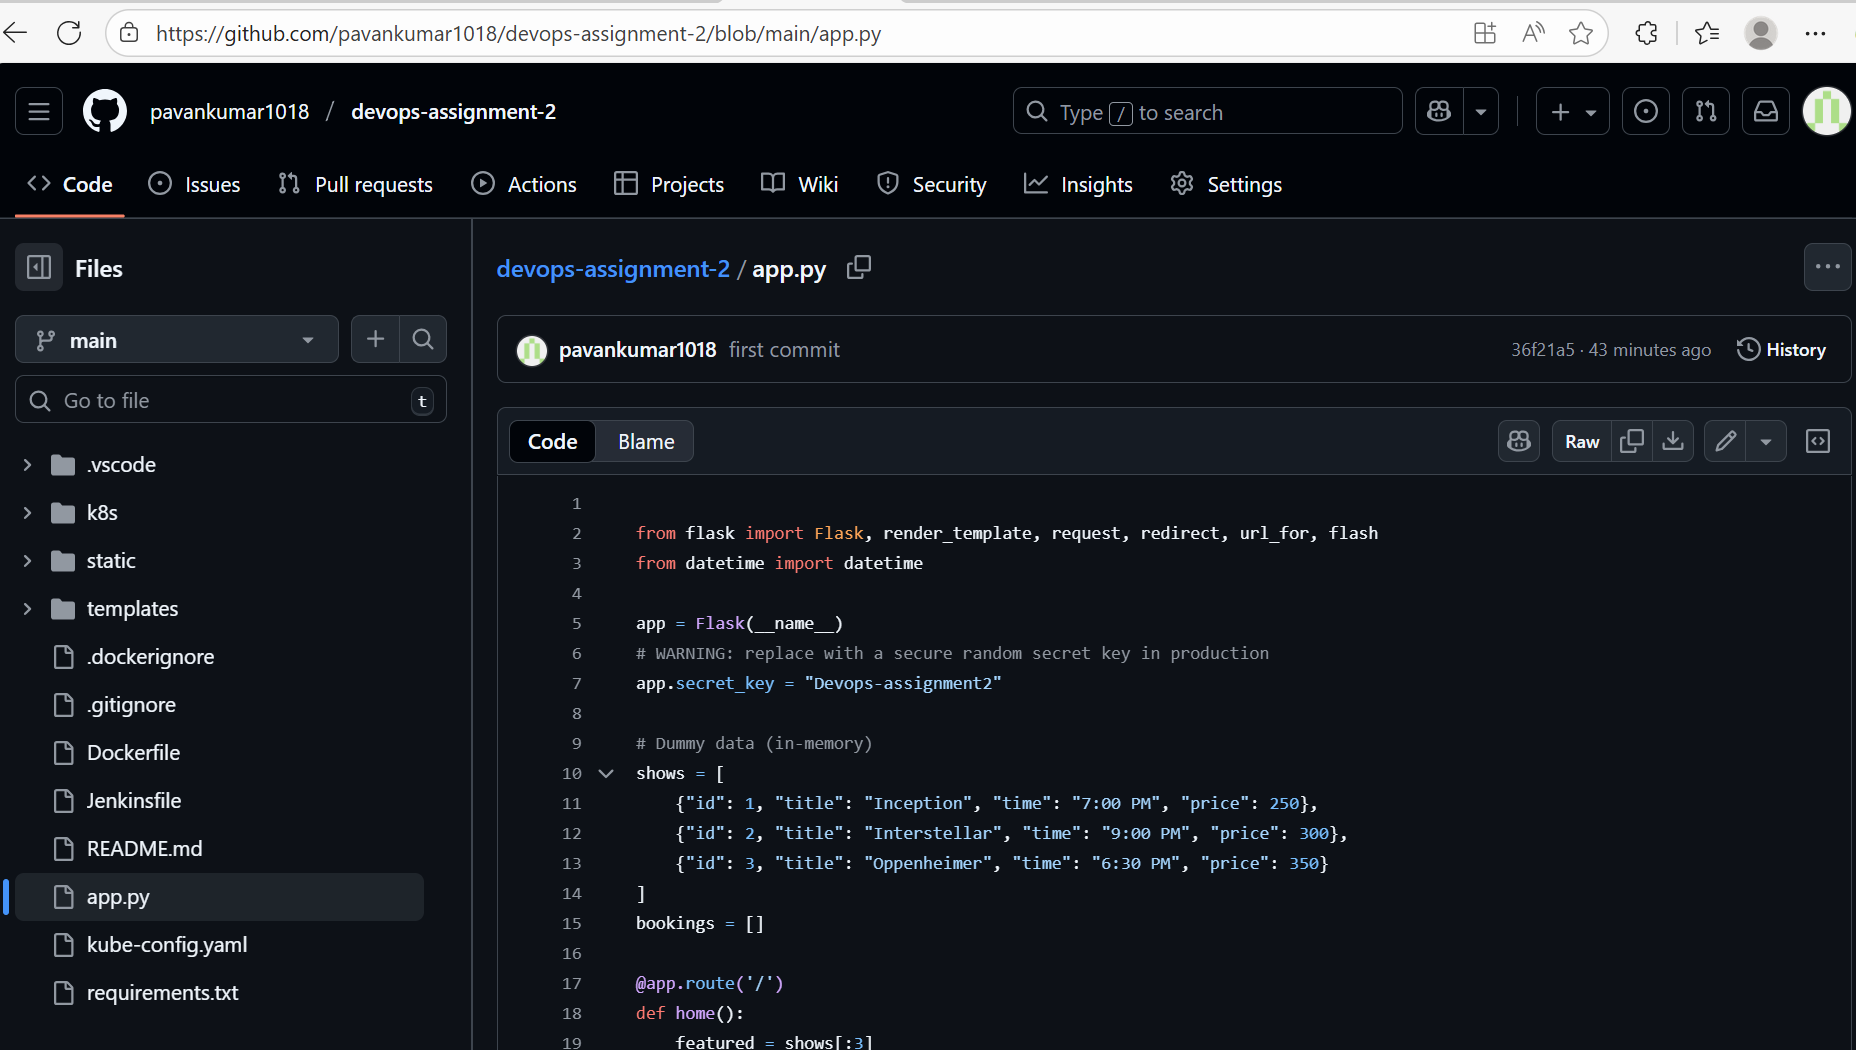 https://github.com/pavankumar1018/devops-assignment-2/blob/main/app.py
pavankumar1018 / devops-assignment-2
Type / to search
Code
Issues
Pull requests
Actions
Projects
Wiki
Security
Insights
Settings
Files
main
Go to file
t
.vscode
k8s
static
templates
.dockerignore
.gitignore
Dockerfile
Jenkinsfile
README.md
app.py
kube-config.yaml
requirements.txt
devops-assignment-2 / app.py
pavankumar1018 first commit
36f21a5 · 43 minutes ago
History
Code
Blame
Raw
1
2 from flask import Flask, render_template, request, redirect, url_for, flash
3 from datetime import datetime
4
5 app = Flask(__name__)
6 # WARNING: replace with a secure random secret key in production
7 app.secret_key = "Devops-assignment2"
8
9 # Dummy data (in-memory)
10 shows = [
11     {"id": 1, "title": "Inception", "time": "7:00 PM", "price": 250},
12     {"id": 2, "title": "Interstellar", "time": "9:00 PM", "price": 300},
13     {"id": 3, "title": "Oppenheimer", "time": "6:30 PM", "price": 350}
14 ]
15 bookings = []
16
17 @app.route('/')
18 def home():
19     featured = shows[:3]